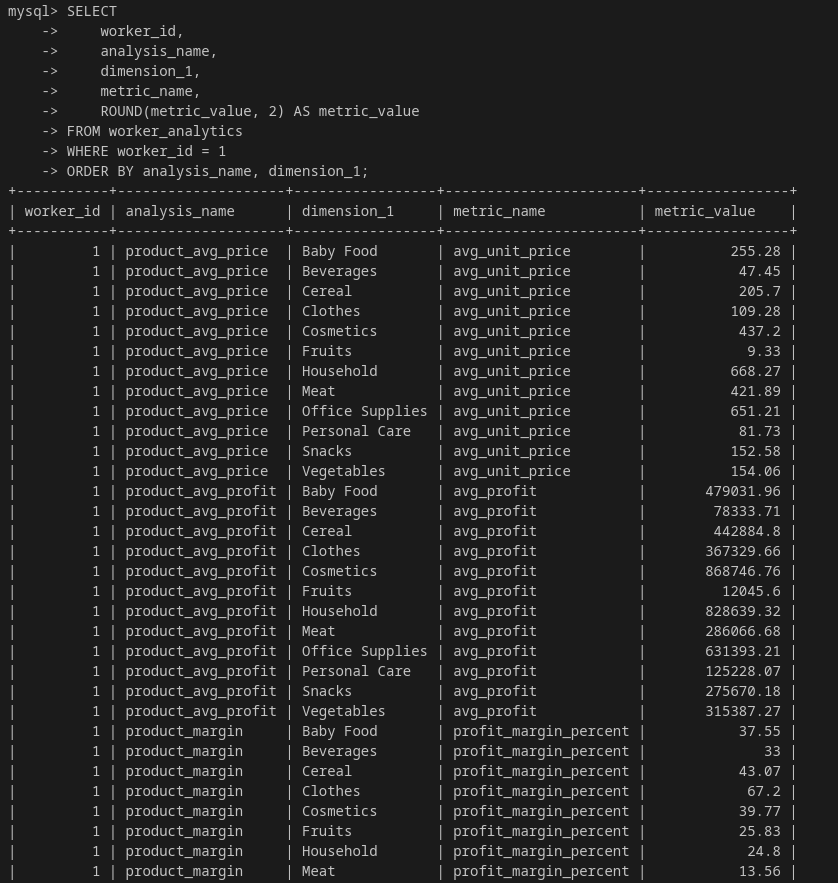 mysql> SELECT
    ->     worker_id,
    ->     analysis_name,
    ->     dimension_1,
    ->     metric_name,
    ->     ROUND(metric_value, 2) AS metric_value
    -> FROM worker_analytics
    -> WHERE worker_id = 1
    -> ORDER BY analysis_name, dimension_1;
+-----------+--------------------+-----------------+-----------------------+-----------------+
| worker_id | analysis_name      | dimension_1     | metric_name           | metric_value    |
+-----------+--------------------+-----------------+-----------------------+-----------------+
|         1 | product_avg_price  | Baby Food       | avg_unit_price        |          255.28 |
|         1 | product_avg_price  | Beverages       | avg_unit_price        |           47.45 |
|         1 | product_avg_price  | Cereal          | avg_unit_price        |           205.7 |
|         1 | product_avg_price  | Clothes         | avg_unit_price        |          109.28 |
|         1 | product_avg_price  | Cosmetics       | avg_unit_price        |           437.2 |
|         1 | product_avg_price  | Fruits          | avg_unit_price        |            9.33 |
|         1 | product_avg_price  | Household       | avg_unit_price        |          668.27 |
|         1 | product_avg_price  | Meat            | avg_unit_price        |          421.89 |
|         1 | product_avg_price  | Office Supplies | avg_unit_price        |          651.21 |
|         1 | product_avg_price  | Personal Care   | avg_unit_price        |           81.73 |
|         1 | product_avg_price  | Snacks          | avg_unit_price        |          152.58 |
|         1 | product_avg_price  | Vegetables      | avg_unit_price        |          154.06 |
|         1 | product_avg_profit | Baby Food       | avg_profit            |       479031.96 |
|         1 | product_avg_profit | Beverages       | avg_profit            |        78333.71 |
|         1 | product_avg_profit | Cereal          | avg_profit            |        442884.8 |
|         1 | product_avg_profit | Clothes         | avg_profit            |       367329.66 |
|         1 | product_avg_profit | Cosmetics       | avg_profit            |       868746.76 |
|         1 | product_avg_profit | Fruits          | avg_profit            |         12045.6 |
|         1 | product_avg_profit | Household       | avg_profit            |       828639.32 |
|         1 | product_avg_profit | Meat            | avg_profit            |       286066.68 |
|         1 | product_avg_profit | Office Supplies | avg_profit            |       631393.21 |
|         1 | product_avg_profit | Personal Care   | avg_profit            |       125228.07 |
|         1 | product_avg_profit | Snacks          | avg_profit            |       275670.18 |
|         1 | product_avg_profit | Vegetables      | avg_profit            |       315387.27 |
|         1 | product_margin     | Baby Food       | profit_margin_percent |           37.55 |
|         1 | product_margin     | Beverages       | profit_margin_percent |              33 |
|         1 | product_margin     | Cereal          | profit_margin_percent |           43.07 |
|         1 | product_margin     | Clothes         | profit_margin_percent |            67.2 |
|         1 | product_margin     | Cosmetics       | profit_margin_percent |           39.77 |
|         1 | product_margin     | Fruits          | profit_margin_percent |           25.83 |
|         1 | product_margin     | Household       | profit_margin_percent |            24.8 |
|         1 | product_margin     | Meat            | profit_margin_percent |           13.56 |